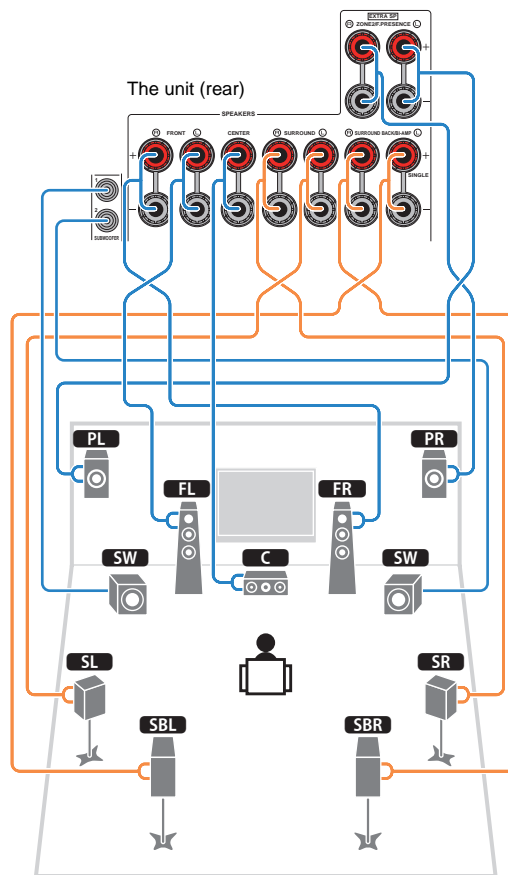 EXTRA SP
R ZONE2/F.PRESENCE L
+
−
The unit (rear)
SPEAKERS
R FRONT L CENTER R SURROUND L R SURROUND BACK/BI-AMP L
+ +
SINGLE
− −
1
2
SUBWOOFER
PL PR
FL FR
SW C SW
SL SR
SBL SBR